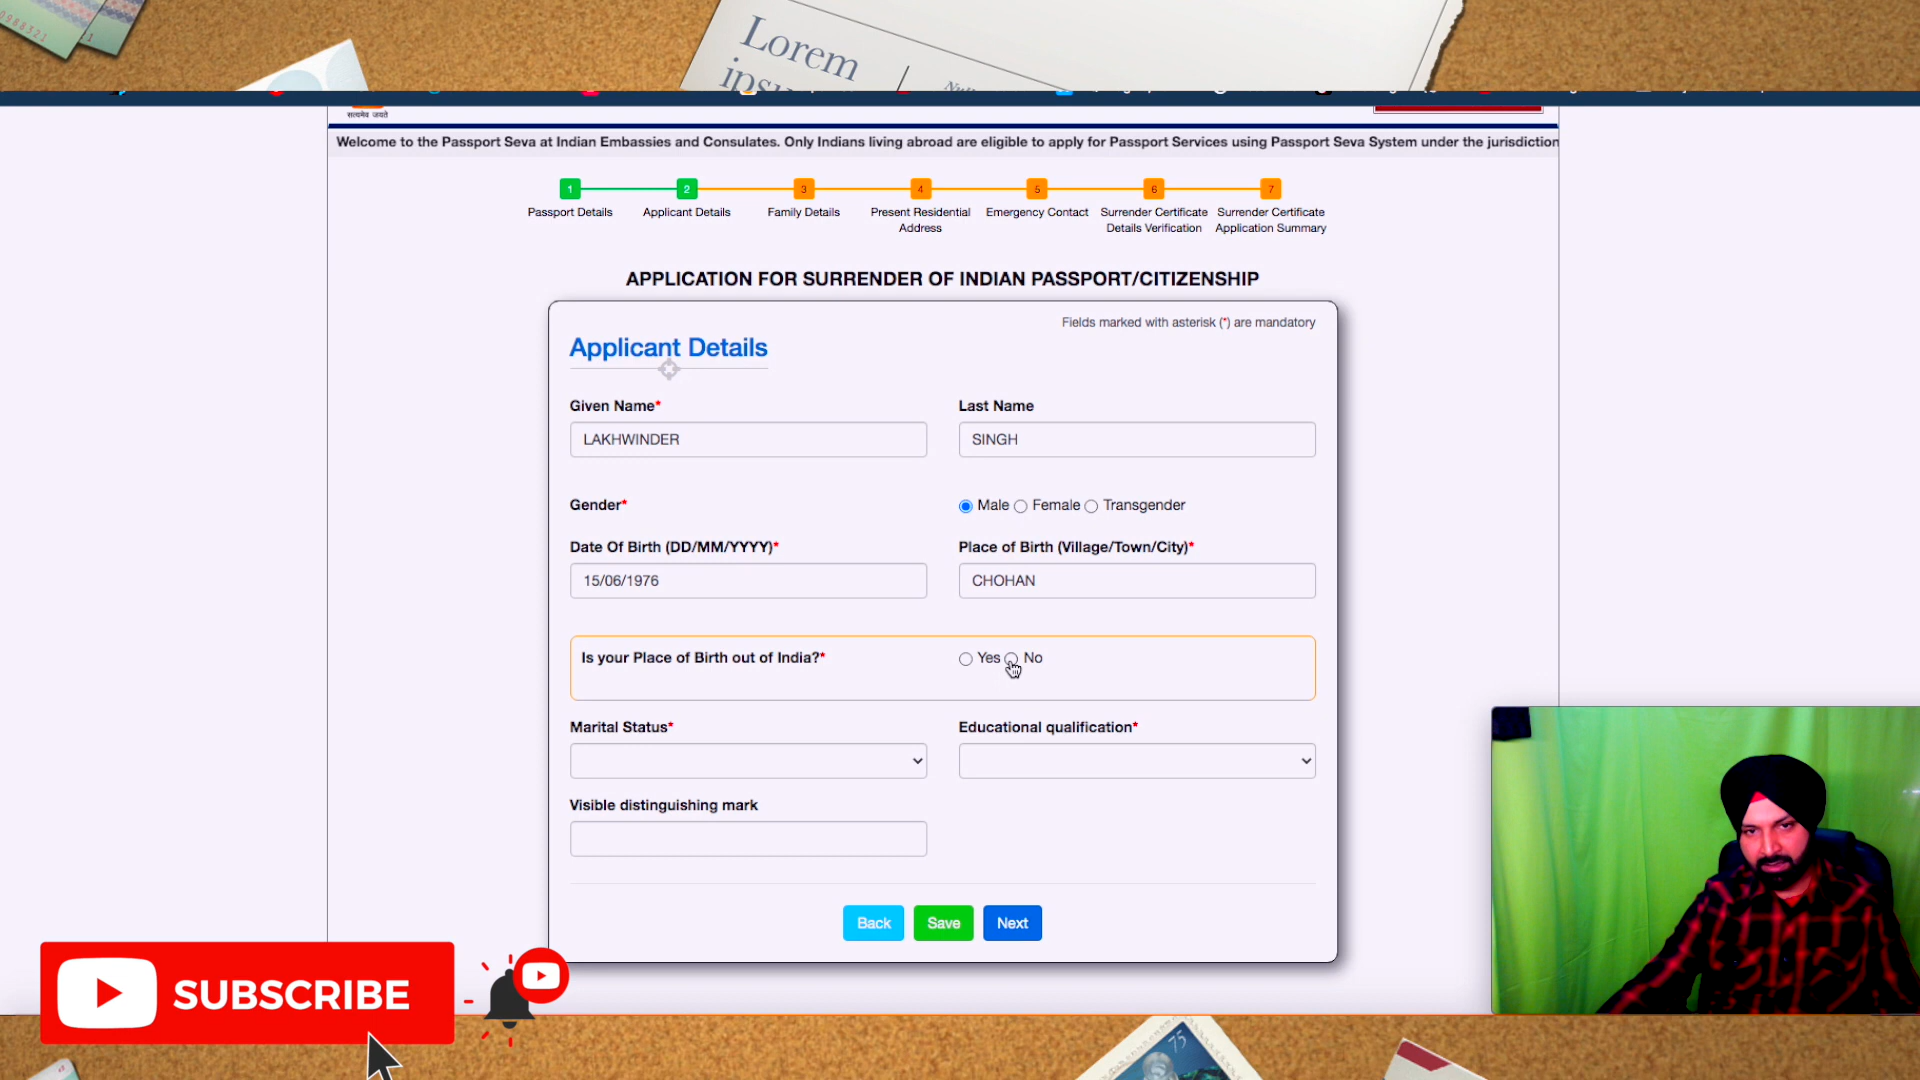 Lorem
ipsu
सत्यमेव जयते
Welcome to the Passport Seva at Indian Embassies and Consulates. Only Indians living abroad are eligible to apply for Passport Services using Passport Seva System under the jurisdiction
1 2 3 4 5 6 7
Passport Details Applicant Details Family Details Present Residential Address Emergency Contact Surrender Certificate Details Verification Surrender Certificate Application Summary
APPLICATION FOR SURRENDER OF INDIAN PASSPORT/CITIZENSHIP
Fields marked with asterisk (*) are mandatory
Applicant Details
Given Name* Last Name
LAKHWINDER SINGH
Gender* Male Female Transgender
Date Of Birth (DD/MM/YYYY)* Place of Birth (Village/Town/City)*
15/06/1976 CHOHAN
Is your Place of Birth out of India?* Yes No
Marital Status* Educational qualification*
Visible distinguishing mark
Back Save Next
SUBSCRIBE
75